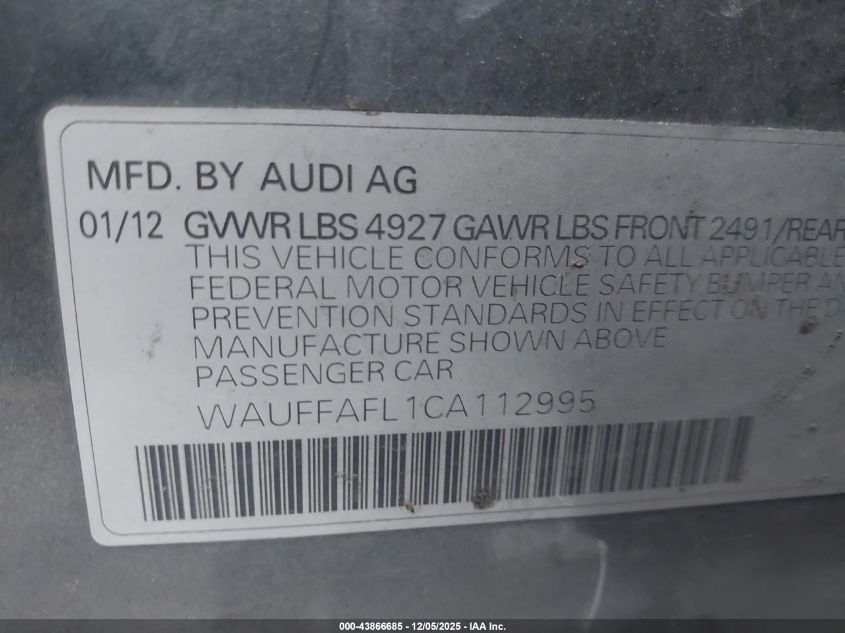 MFD. BY AUDI AG
01/12 GVWR LBS 4927 GAWR LBS FRONT 2491/REAR
THIS VEHICLE CONFORMS TO ALL APPLICABLE
FEDERAL MOTOR VEHICLE SAFETY, BUMPER AN
PREVENTION STANDARDS IN EFFECT ON THE D
MANUFACTURE SHOWN ABOVE
PASSENGER CAR
WAUFFAFL1CA112995
000-43866685 - 12/05/2025 - IAA Inc.